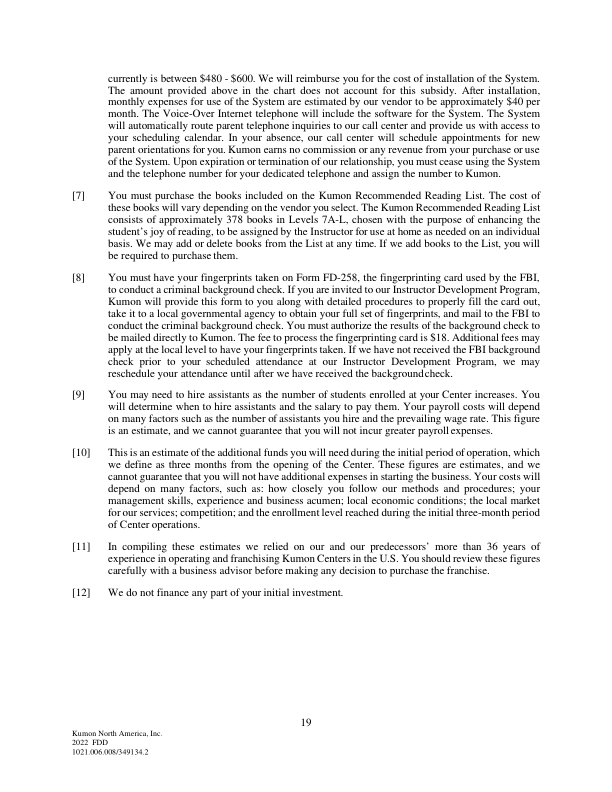 currently is between $480 - $600. We will reimburse you for the cost of installation of the System.
The amount provided above in the chart does not account for this subsidy. After installation,
monthly expenses for use of the System are estimated by our vendor to be approximately $40 per
month. The Voice-Over Internet telephone will include the software for the System. The System
will automatically route parent telephone inquiries to our call center and provide us with access to
your scheduling calendar. In your absence, our call center will schedule appointments for new
parent orientations for you. Kumon earns no commission or any revenue from your purchase or use
of the System. Upon expiration or termination of our relationship, you must cease using the System
and the telephone number for your dedicated telephone and assign the number to Kumon.
[7] You must purchase the books included on the Kumon Recommended Reading List. The cost of
these books will vary depending on the vendor you select. The Kumon Recommended Reading List
consists of approximately 378 books in Levels 7A-L, chosen with the purpose of enhancing the
student's joy of reading, to be assigned by the Instructor for use at home as needed on an individual
basis. We may add or delete books from the List at any time. If we add books to the List, you will
be required to purchase them.
[8] You must have your fingerprints taken on Form FD-258, the fingerprinting card used by the FBI,
to conduct a criminal background check. If you are invited to our Instructor Development Program,
Kumon will provide this form to you along with detailed procedures to properly fill the card out,
take it to a local governmental agency to obtain your full set of fingerprints, and mail to the FBI to
conduct the criminal background check. You must authorize the results of the background check to
be mailed directly to Kumon. The fee to process the fingerprinting card is $18. Additional fees may
apply at the local level to have your fingerprints taken. If we have not received the FBI background
check prior to your scheduled attendance at our Instructor Development Program, we may
reschedule your attendance until after we have received the backgroundcheck.
[9] You may need to hire assistants as the number of students enrolled at your Center increases. You
will determine when to hire assistants and the salary to pay them. Your payroll costs will depend
on many factors such as the number of assistants you hire and the prevailing wage rate. This figure
is an estimate, and we cannot guarantee that you will not incur greater payroll expenses.
[10] This is an estimate of the additional funds you will need during the initial period of operation, which
we define as three months from the opening of the Center. These figures are estimates, and we
cannot guarantee that you will not have additional expenses in starting the business. Your costs will
depend on many factors, such as: how closely you follow our methods and procedures; your
management skills, experience and business acumen; local economic conditions; the local market
for our services; competition; and the enrollment level reached during the initial three-month period
of Center operations.
[11] In compiling these estimates we relied on our and our predecessors' more than 36 years of
experience in operating and franchising Kumon Centers in the U.S. You should review these figures
carefully with a business advisor before making any decision to purchase the franchise.
[12] We do not finance any part of your initial investment.
19
Kumon North America, Inc.
2022 FDD
1021.006.008/349134.2